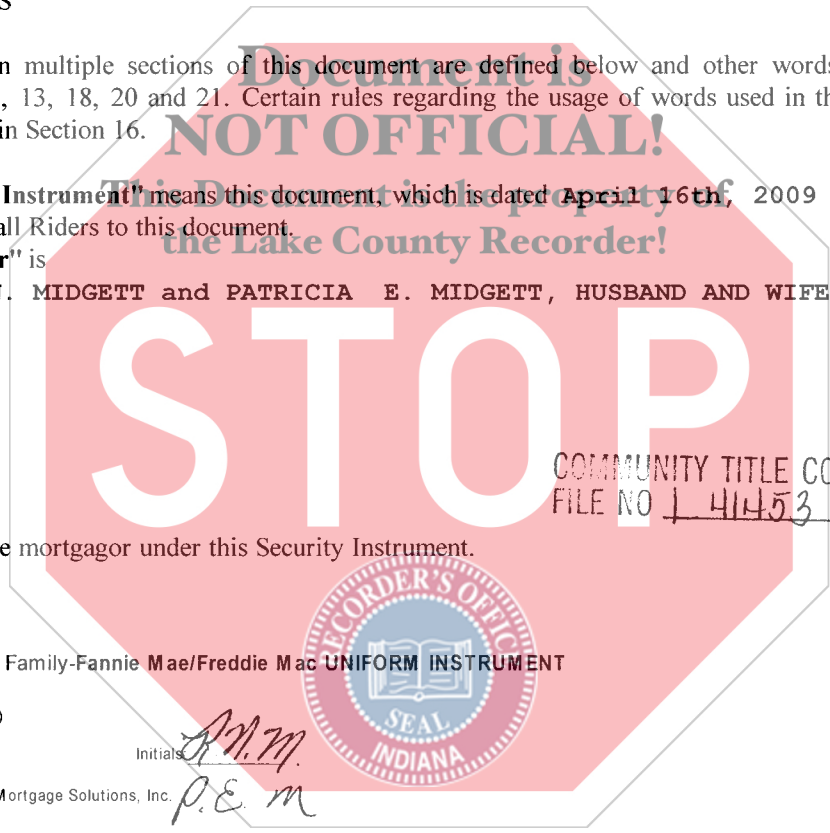 S
n multiple sections of this document are defined below and other words
, 13, 18, 20 and 21. Certain rules regarding the usage of words used in th
in Section 16.
Document is
NOT OFFICIAL!
This Document is the property of
the Lake County Recorder!
Instrument" means this document, which is dated April 16th, 2009
all Riders to this document.
r" is
N. MIDGETT and PATRICIA E. MIDGETT, HUSBAND AND WIFE
STOP
COMMUNITY TITLE CO
FILE NO L 41453
e mortgagor under this Security Instrument.
RECORDER'S OFFICE
SEAL
INDIANA
Family-Fannie Mae/Freddie Mac UNIFORM INSTRUMENT
)
Initials: R.N.M.
Mortgage Solutions, Inc. P.E. M